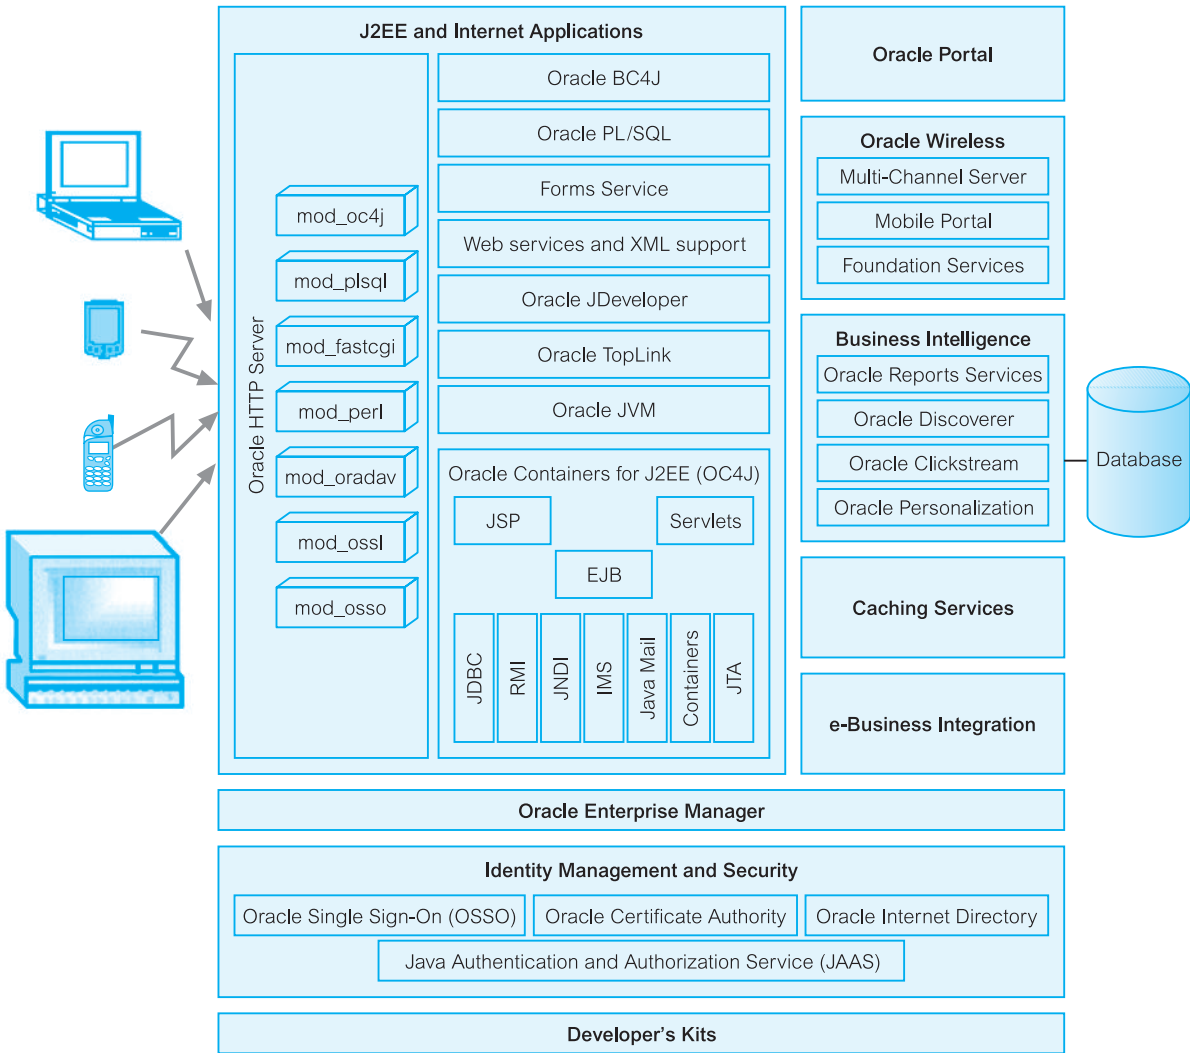 J2EE and Internet Applications
Oracle HTTP Server
mod_oc4j
mod_plsql
mod_fastcgi
mod_perl
mod_oradav
mod_ossl
mod_osso
Oracle BC4J
Oracle PL/SQL
Forms Service
Web services and XML support
Oracle JDeveloper
Oracle TopLink
Oracle JVM
Oracle Containers for J2EE (OC4J)
JSP
Servlets
EJB
JDBC
RMI
JNDI
IMS
Java Mail
Containers
JTA
Oracle Portal
Oracle Wireless
Multi-Channel Server
Mobile Portal
Foundation Services
Business Intelligence
Oracle Reports Services
Oracle Discoverer
Oracle Clickstream
Oracle Personalization
Database
Caching Services
e-Business Integration
Oracle Enterprise Manager
Identity Management and Security
Oracle Single Sign-On (OSSO)
Oracle Certificate Authority
Oracle Internet Directory
Java Authentication and Authorization Service (JAAS)
Developer’s Kits